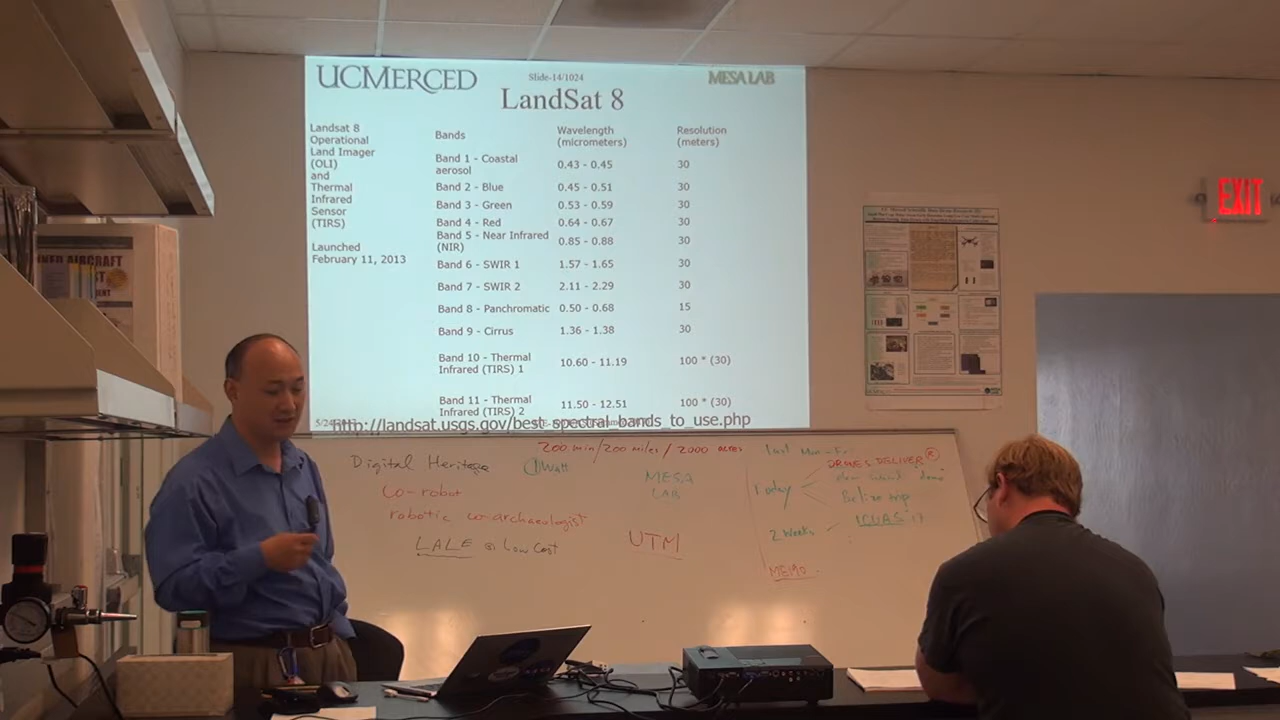 UCMERCED
Slide-14/1024
MESA LAB
LandSat 8
Landsat 8
Operational
Land Imager
(OLI)
and
Thermal
Infrared
Sensor
(TIRS)
Launched
February 11, 2013
Bands Wavelength (micrometers) Resolution (meters)
Band 1 - Coastal aerosol 0.43 - 0.45 30
Band 2 - Blue 0.45 - 0.51 30
Band 3 - Green 0.53 - 0.59 30
Band 4 - Red 0.64 - 0.67 30
Band 5 - Near Infrared (NIR) 0.85 - 0.88 30
Band 6 - SWIR 1 1.57 - 1.65 30
Band 7 - SWIR 2 2.11 - 2.29 30
Band 8 - Panchromatic 0.50 - 0.68 15
Band 9 - Cirrus 1.36 - 1.38 30
Band 10 - Thermal Infrared (TIRS) 1 10.60 - 11.19 100 * (30)
Band 11 - Thermal Infrared (TIRS) 2 11.50 - 12.51 100 * (30)
http://landsat.usgs.gov/best_spectral_bands_to_use.php
EXIT
AIRCRAFT
200 min/200 miles/2000 acres
Digital Heritage
1 Watt
MESA
LAB
Co-robot
robotic co-archaeologist
LALE @ Low Cost
UTM
Last
DRONES DELIVER ®
Today
demo
Belize trip
2 Weeks
ICUAS '17
MEMO